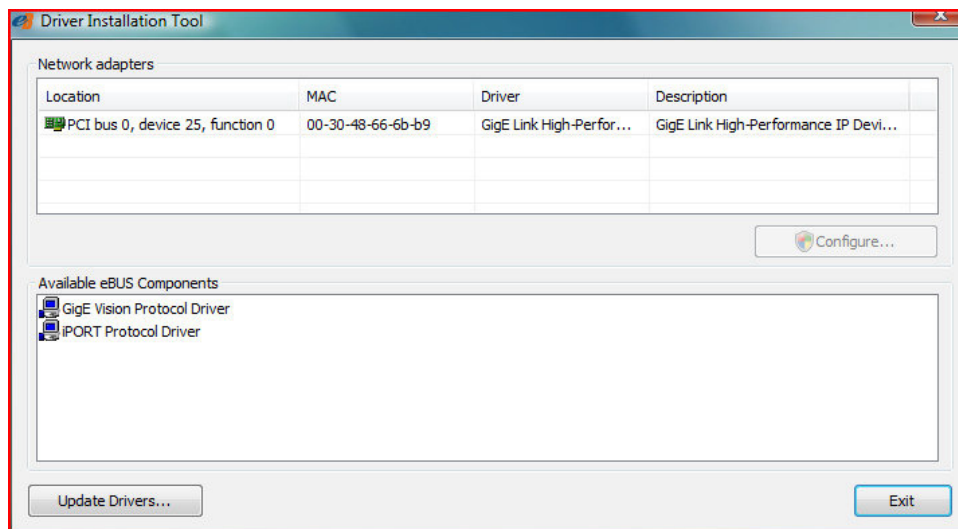 Driver Installation Tool
Network adapters
Location MAC Driver Description
PCI bus 0, device 25, function 0 00-30-48-66-6b-b9 GigE Link High-Perfor... GigE Link High-Performance IP Devi...
Configure...
Available eBUS Components
GigE Vision Protocol Driver
iPORT Protocol Driver
Update Drivers... Exit